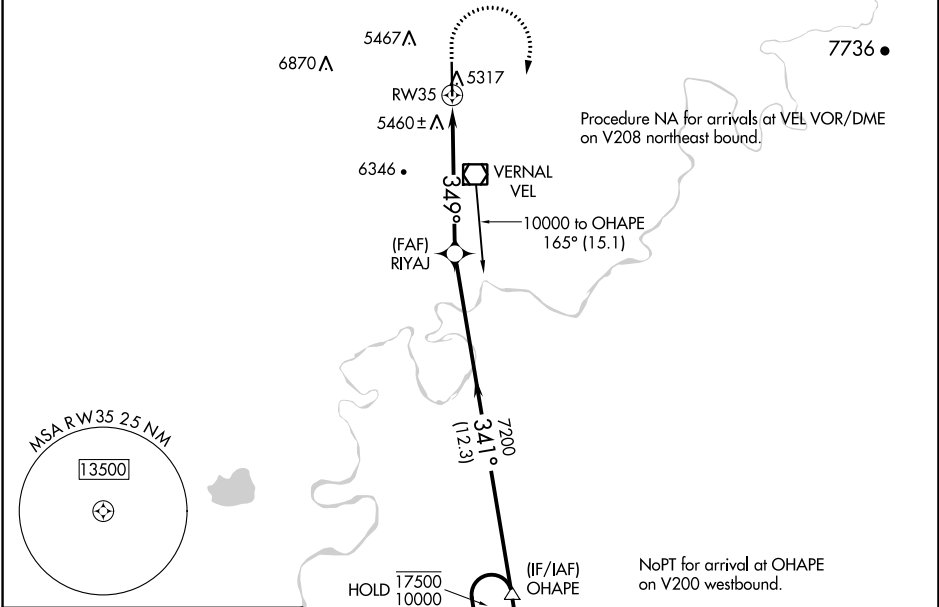 5467
6870
7736
5317
RW35
5460±
Procedure NA for arrivals at VEL VOR/DME
on V208 northeast bound.
6346
VERNAL
VEL
349°
10000 to OHAPE
165° (15.1)
(FAF)
RIYAJ
MSA RW35 25 NM
13500
7200
341°
(12.3)
HOLD
17500
10000
(IF/IAF)
OHAPE
NoPT for arrival at OHAPE
on V200 westbound.